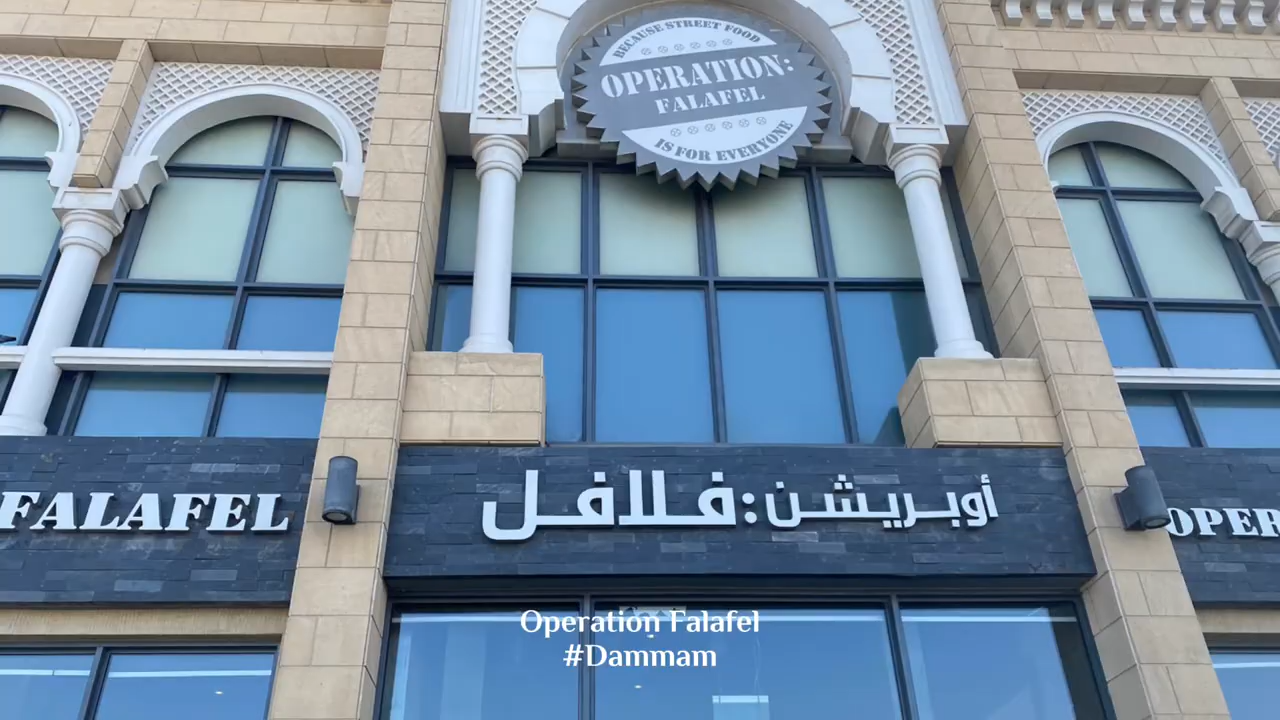 BECAUSE STREET FOOD
OPERATION:
FALAFEL
IS FOR EVERYONE
FALAFEL
أوبريشن:فلافل
OPER
Operation Falafel
#Dammam